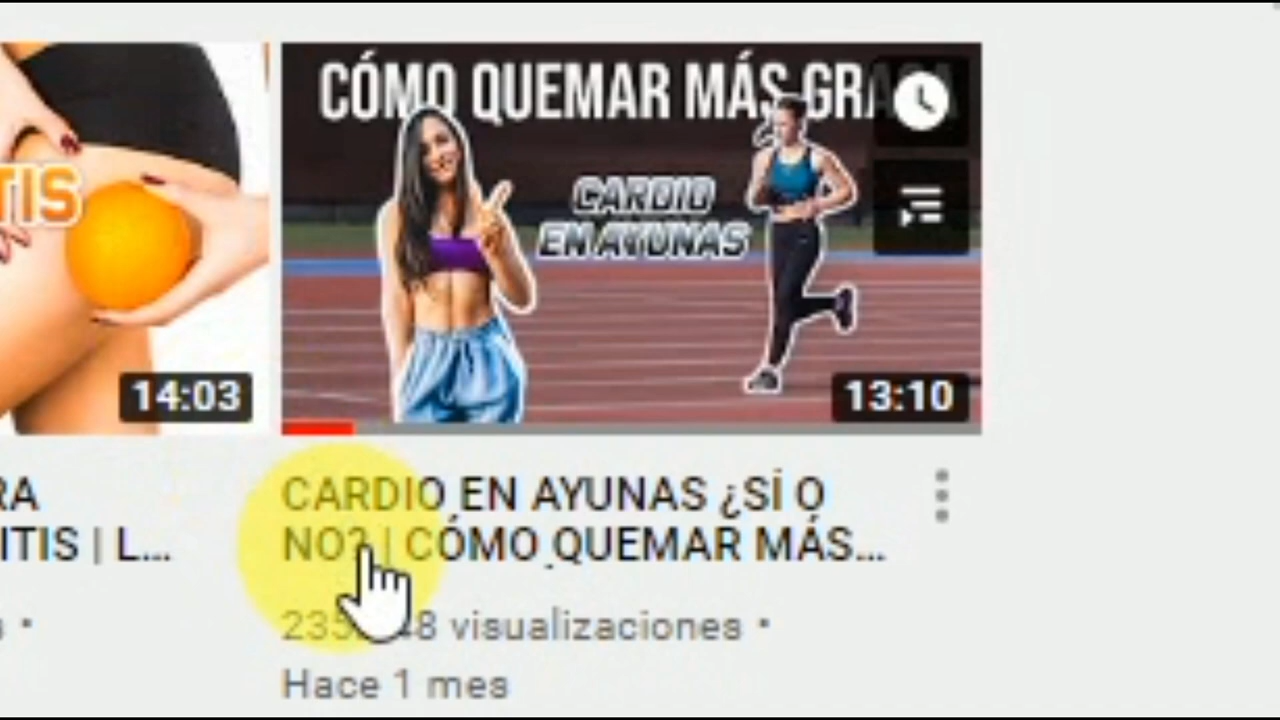 CÓMO QUEMAR MÁS
CARDIO
EN AYUNAS
TIS
14:03
13:10
RA
ITIS | L...
CARDIO EN AYUNAS ¿SÍ O
NO? | CÓMO QUEMAR MÁS...
visualizaciones •
Hace 1 mes